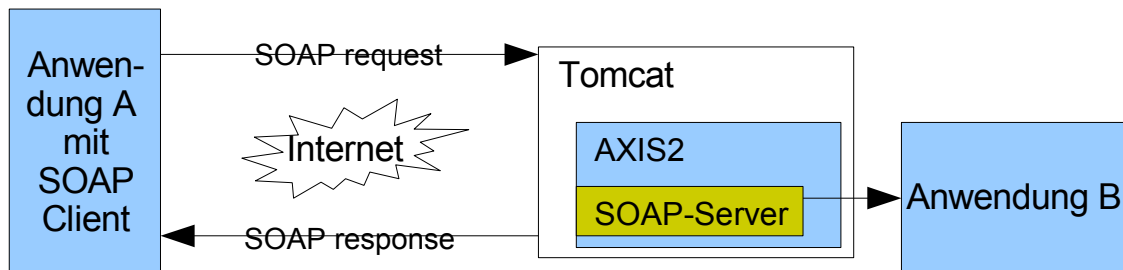 Anwen-
dung A
mit
SOAP
Client
SOAP request
Internet
SOAP response
Tomcat
AXIS2
SOAP-Server
Anwendung B